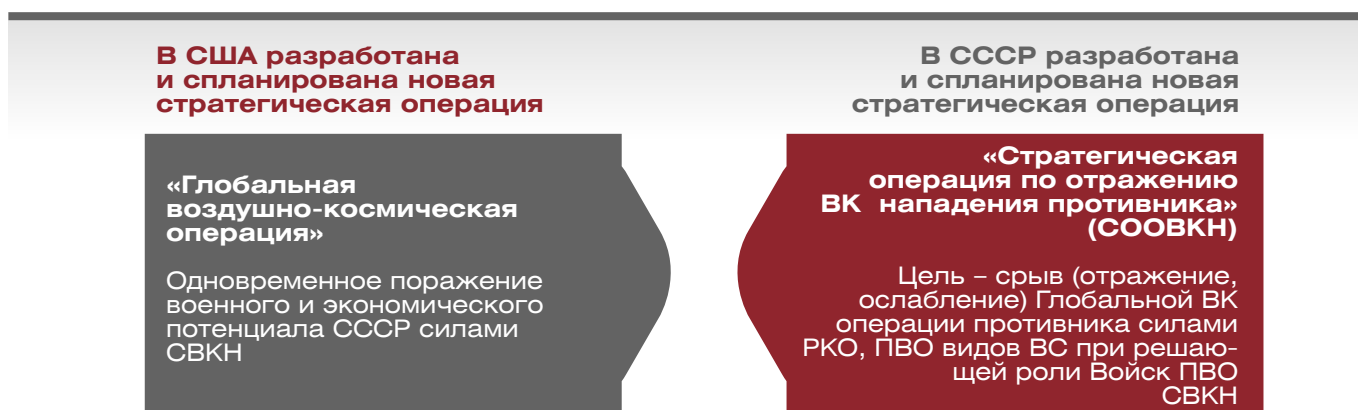 В США разработана
и спланирована новая
стратегическая операция
«Глобальная
воздушно-космическая
операция»
Одновременное поражение
военного и экономического
потенциала СССР силами
СВКН
В СССР разработана
и спланирована новая
стратегическая операция
«Стратегическая
операция по отражению
ВК нападения противника»
(СООВКН)
Цель – срыв (отражение,
ослабление) Глобальной ВК
операции противника силами
РКО, ПВО видов ВС при решаю-
щей роли Войск ПВО
СВКН